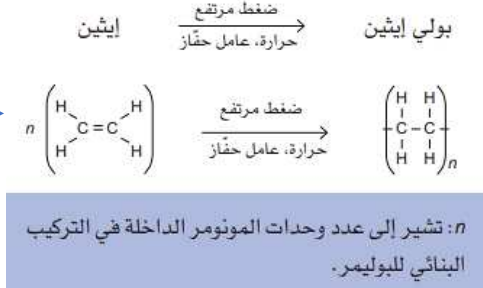 إيثين ضغط مرتفع بولي إيثين
حرارة، عامل حفّاز
n ( H H C = C H H ) ضغط مرتفع ( H H - C - C - H H )n
حرارة، عامل حفّاز
n: تشير إلى عدد وحدات المونومر الداخلة في التركيب
البنائي للبوليمر.